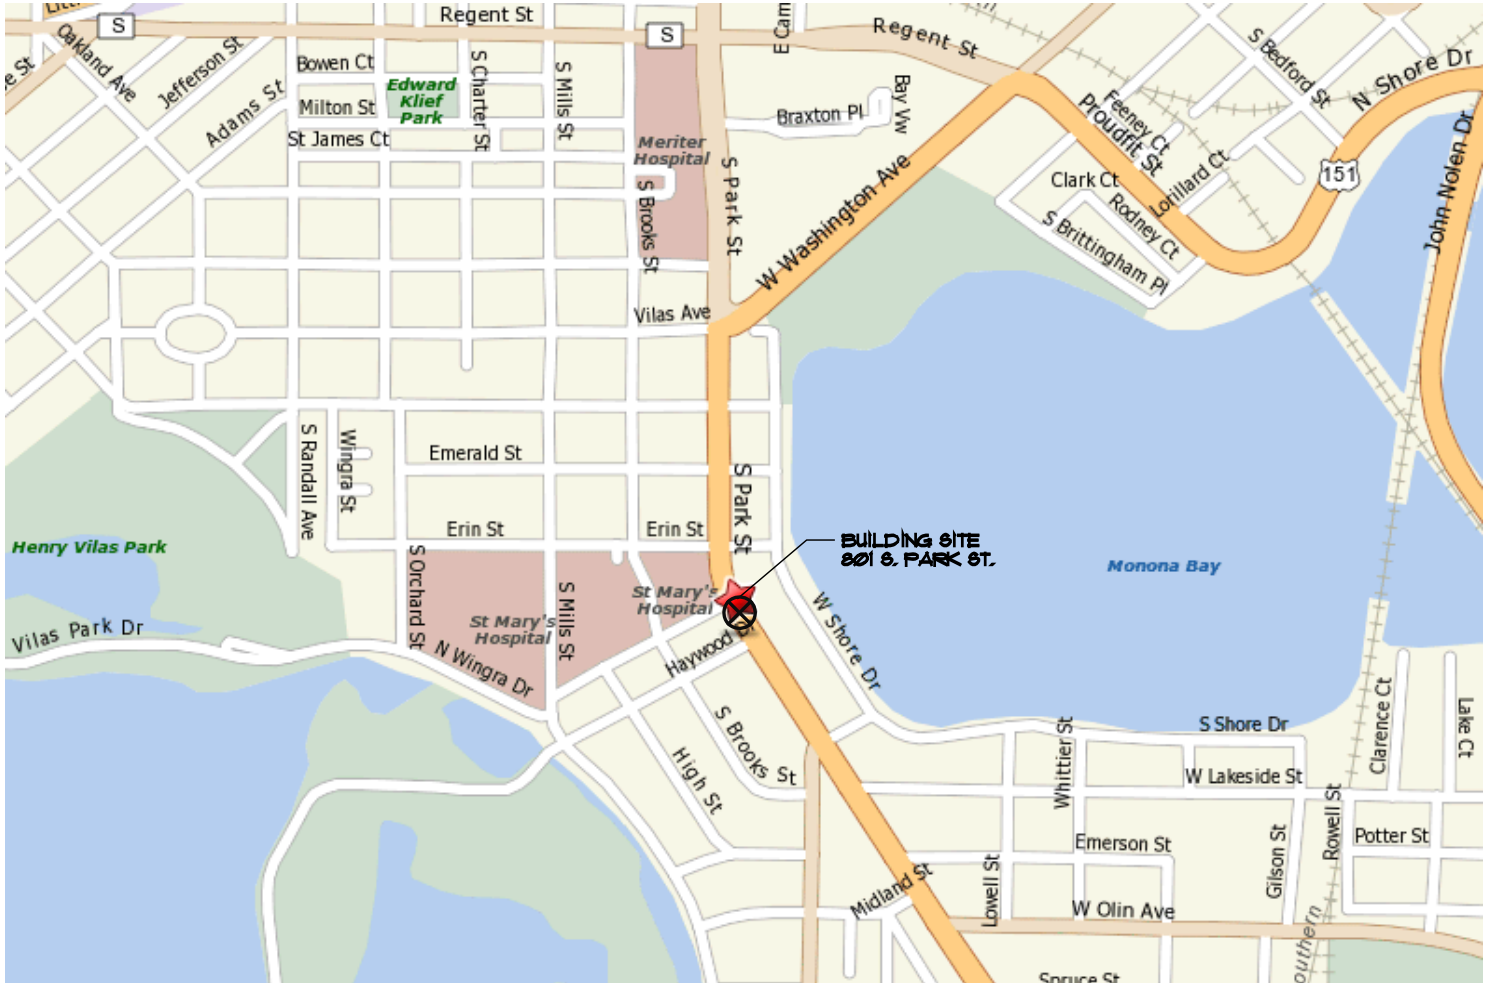 Regent St
S
S
E Cam
Regent St
Oakland Ave
Jefferson St
Adams St
Bowen Ct
Edward
Klief
Park
Milton St
St James Ct
S Charter St
S Mills St
Meriter
Hospital
S Brooks St
S Park St
Braxton Pl
Bay Vw
W Washington Ave
S Bedford St
N Shore Dr
Feeney Ct
Proudfit St
Lorillard Ct
Clark Ct
Rodney Ct
S Brittingham Pl
151
John Nolen Dr
Vilas Ave
Emerald St
S Randall Ave
Wingra St
S Park St
Erin St
Erin St
Henry Vilas Park
BUILDING SITE
801 S. PARK ST.
Monona Bay
S Orchard St
S Mills St
St Mary's
Hospital
St Mary's
Hospital
Vilas Park Dr
N Wingra Dr
Haywood
W Shore Dr
S Brooks St
High St
S Shore Dr
Whittier St
W Lakeside St
Clarence Ct
Lake Ct
Rowell St
Potter St
Emerson St
Gilson St
Lowell St
Midland St
W Olin Ave
outhern
Spruce St